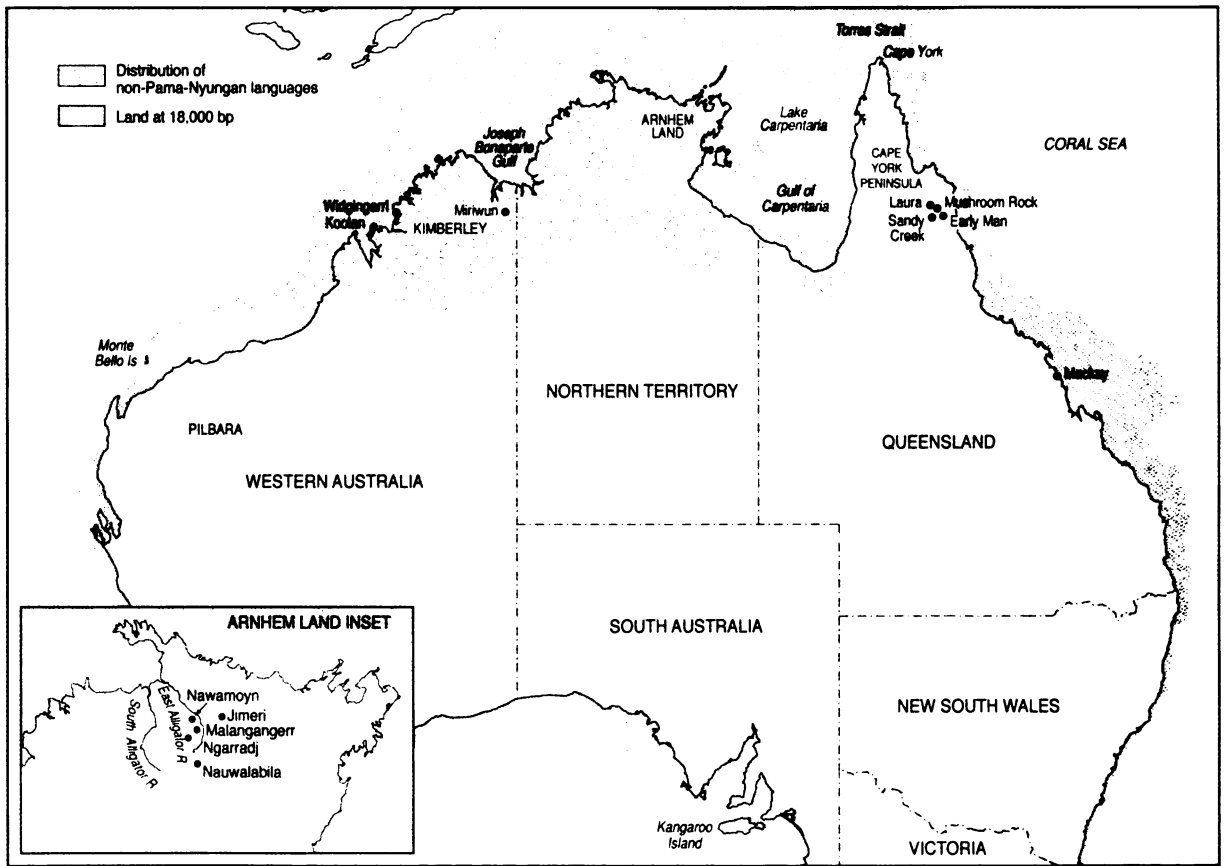 Distribution of
non-Pama-Nyungan languages
Land at 18,000 bp
Torres Strait
Cape York
Joseph
Bonaparte
Gulf
ARNHEM
LAND
Lake
Carpentaria
CORAL SEA
CAPE
YORK
PENINSULA
Gulf of
Carpentaria
Widgingarri
Koolan
KIMBERLEY
Miriwun
Laura
Mushroom Rock
Sandy
Creek
Early Man
Monte
Bello Is
Mackay
NORTHERN TERRITORY
PILBARA
QUEENSLAND
WESTERN AUSTRALIA
SOUTH AUSTRALIA
NEW SOUTH WALES
VICTORIA
Kangaroo
Island
ARNHEM LAND INSET
Nawamoyn
East Alligator R
South Alligator R
Jimeri
Malangangerr
Ngarradj
Nauwalabila